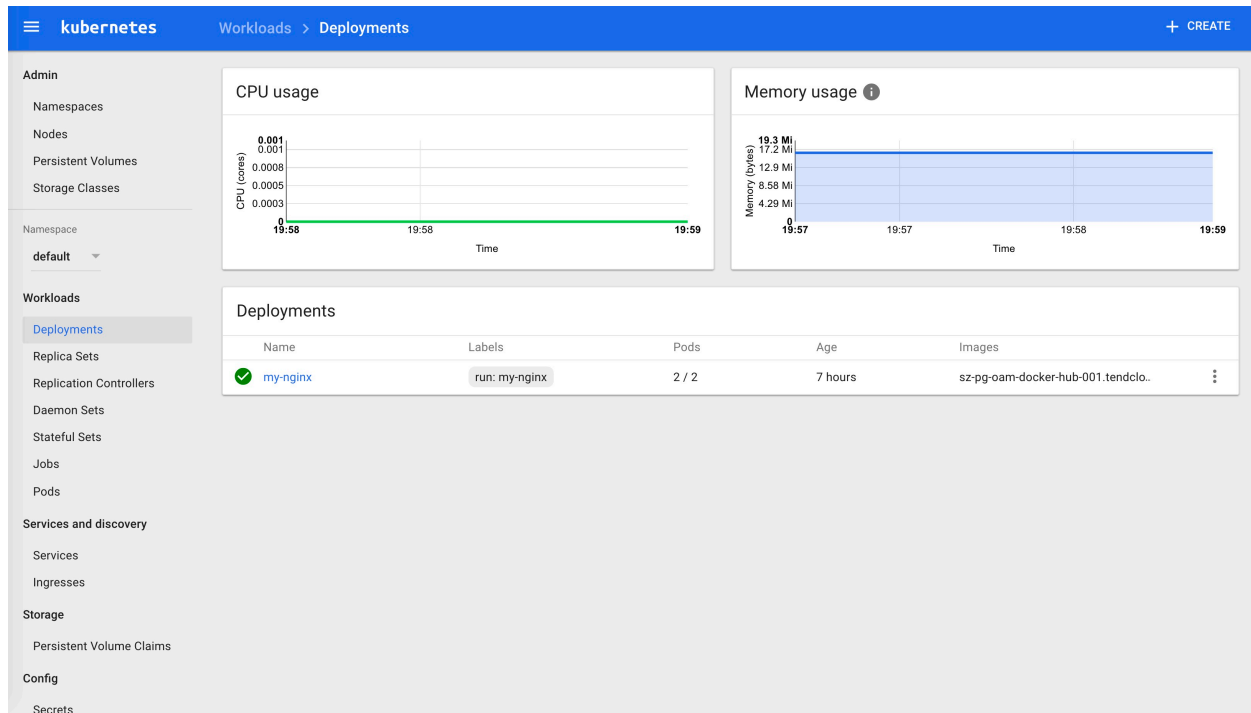 kubernetes
Workloads > Deployments
+ CREATE
Admin
Namespaces
Nodes
Persistent Volumes
Storage Classes
Namespace
default
Workloads
Deployments
Replica Sets
Replication Controllers
Daemon Sets
Stateful Sets
Jobs
Pods
Services and discovery
Services
Ingresses
Storage
Persistent Volume Claims
Config
Secrets
CPU usage
CPU (cores)
0.001
0.001
0.0008
0.0005
0.0003
0
19:58 19:58 19:59
Time
Memory usage i
Memory (bytes)
19.3 Mi
17.2 Mi
12.9 Mi
8.58 Mi
4.29 Mi
0
19:57 19:57 19:58 19:59
Time
Deployments
Name Labels Pods Age Images
my-nginx run: my-nginx 2 / 2 7 hours sz-pg-oam-docker-hub-001.tendclo..